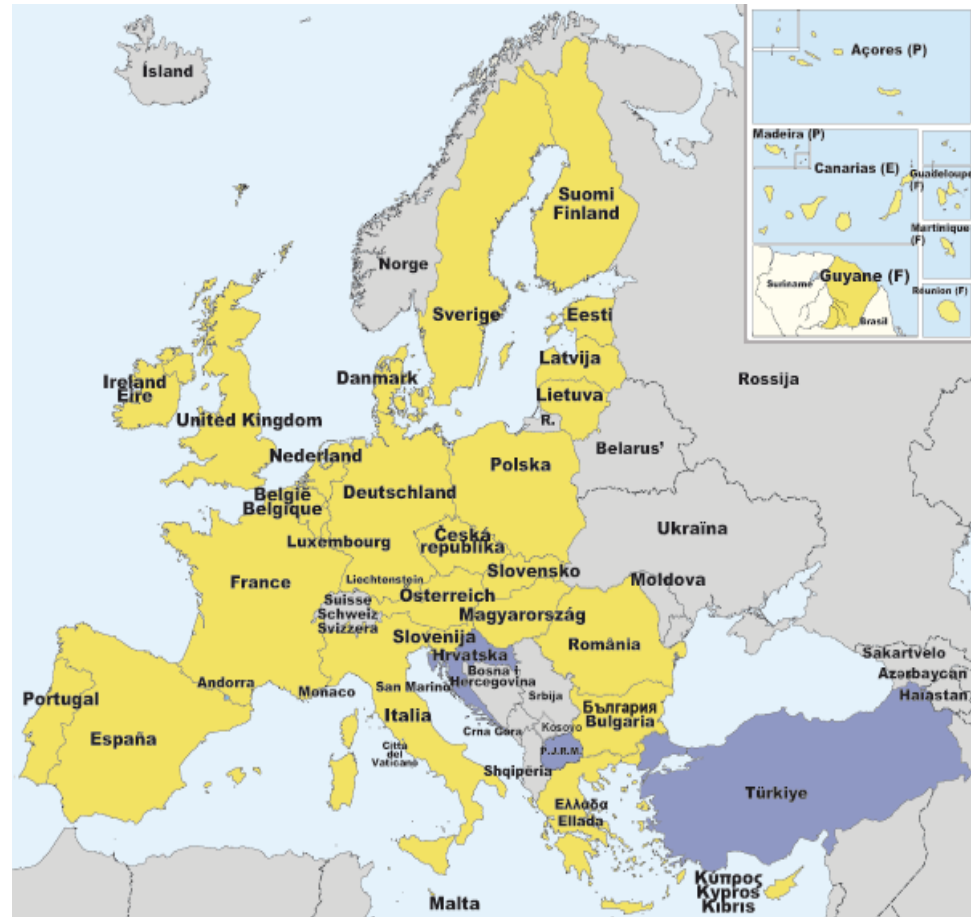 Ísland
Açores (P)
Madeira (P)
Canarias (E)
Guadeloupe
(F)
Martinique
(F)
Guyane (F)
Suriname
Brasil
Réunion (F)
Suomi
Finland
Norge
Sverige
Eesti
Latvija
Lietuva
R.
Rossija
Danmark
Ireland
Éire
United Kingdom
Nederland
België
Belgique
Deutschland
Polska
Belarus'
Luxembourg
Česká
republika
Ukraïna
Slovensko
France
Liechtenstein
Österreich
Moldova
Suisse
Schweiz
Svizzera
Magyarország
Slovenija
România
Hrvatska
Bosna i
Hercegovina
Srbija
Sakartvelo
Azərbaycan
Haiastan
Portugal
Andorra
Monaco
San Marino
España
Italia
Città
del
Vaticano
Crna Gora
Kosovo
България
Bulgaria
P.J.R.M.
Shqipëria
Türkiye
Ελλάδα
Ellada
Κύπρος
Kypros
Kibris
Malta